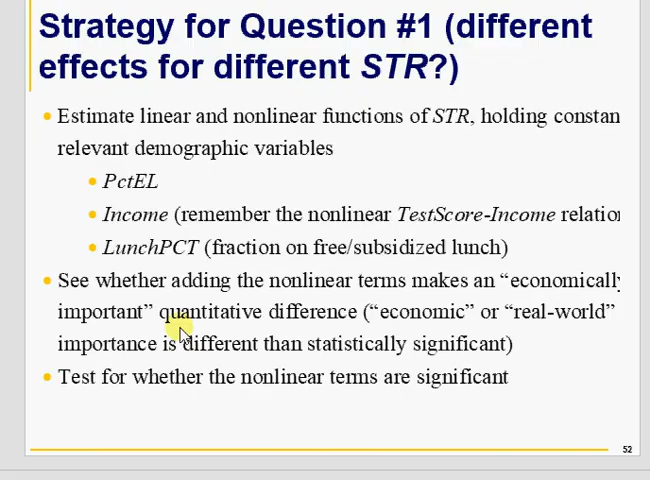 Strategy for Question #1 (different
effects for different STR?)
• Estimate linear and nonlinear functions of STR, holding constan
relevant demographic variables
• PctEL
• Income (remember the nonlinear TestScore-Income relatio
• LunchPCT (fraction on free/subsidized lunch)
• See whether adding the nonlinear terms makes an “economically
important” quantitative difference (“economic” or “real-world”
importance is different than statistically significant)
• Test for whether the nonlinear terms are significant
52